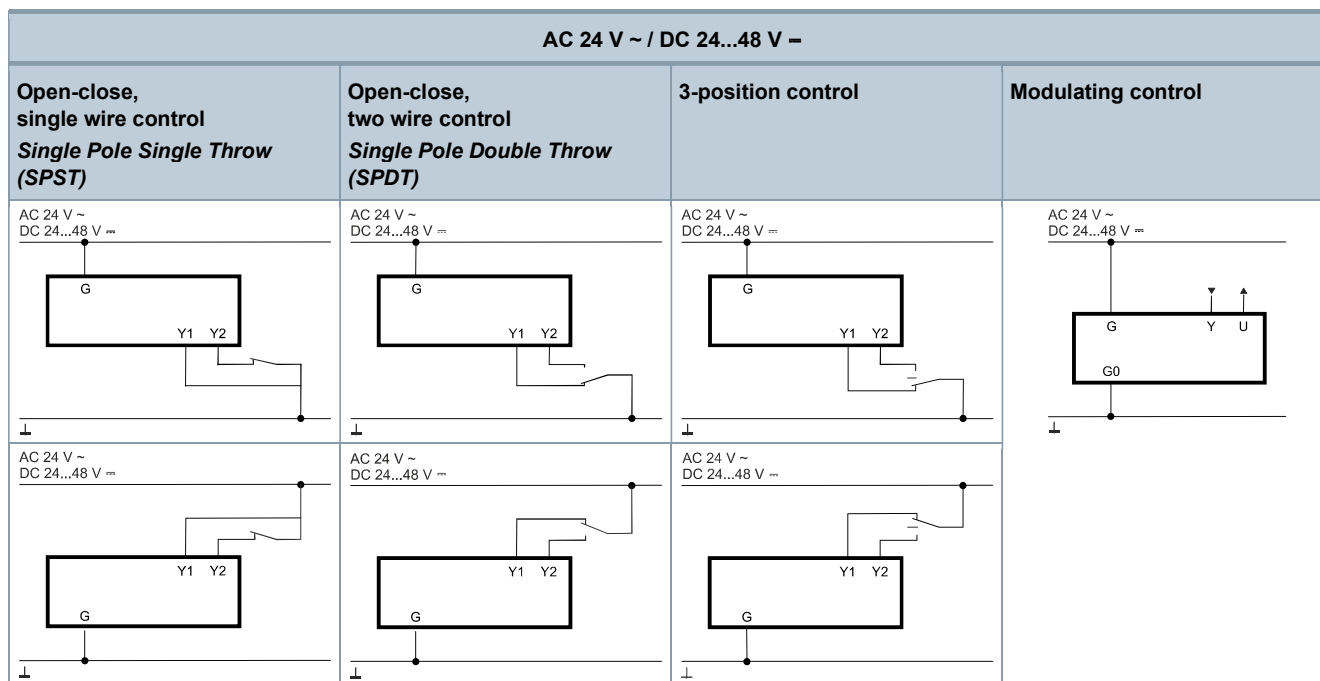 AC 24 V ~ / DC 24...48 V ⎓
Open-close,
single wire control
Single Pole Single Throw
(SPST)
Open-close,
two wire control
Single Pole Double Throw
(SPDT)
3-position control
Modulating control
AC 24 V ~
DC 24...48 V ⎓
G
Y1 Y2
AC 24 V ~
DC 24...48 V ⎓
G
Y1 Y2
AC 24 V ~
DC 24...48 V ⎓
G
Y1 Y2
AC 24 V ~
DC 24...48 V ⎓
G Y U
G0
AC 24 V ~
DC 24...48 V ⎓
Y1 Y2
G
AC 24 V ~
DC 24...48 V ⎓
Y1 Y2
G
AC 24 V ~
DC 24...48 V ⎓
Y1 Y2
G